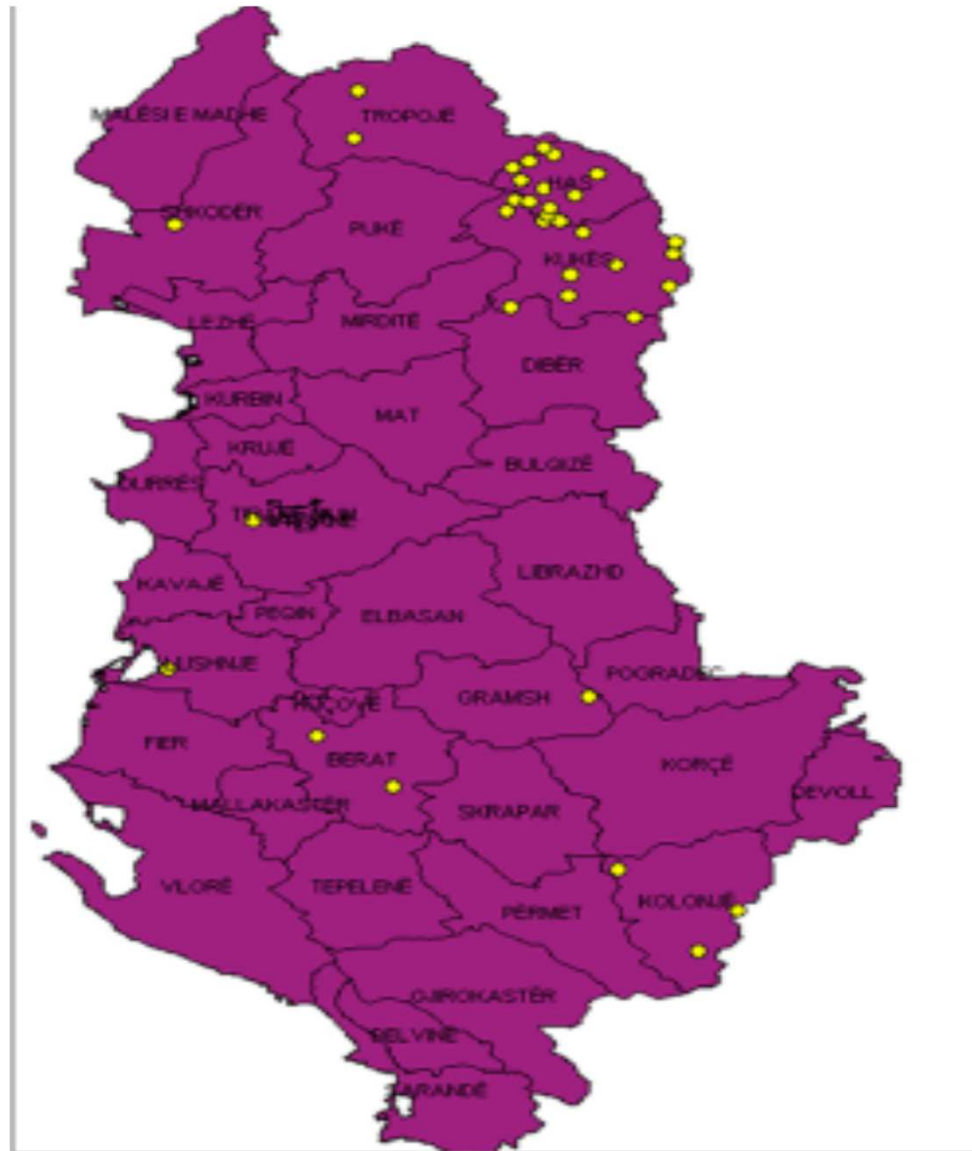 MALËSI E MADHE
TROPOJË
HAS
SHKODËR
PUKË
KUKËS
LEZHË
MIRDITË
DIBËR
KURBIN
MAT
KRUJË
BULQIZË
DURRËS
LIBRAZHD
KAVAJË
PEQIN
ELBASAN
LUSHNJE
POGRADEC
GRAMSH
KUÇOVË
FIER
BERAT
KORÇË
DEVOLL
MALLAKASTËR
SKRAPAR
VLORË
TEPELENË
KOLONJË
PËRMET
GJIROKASTËR
DELVINË
SARANDË